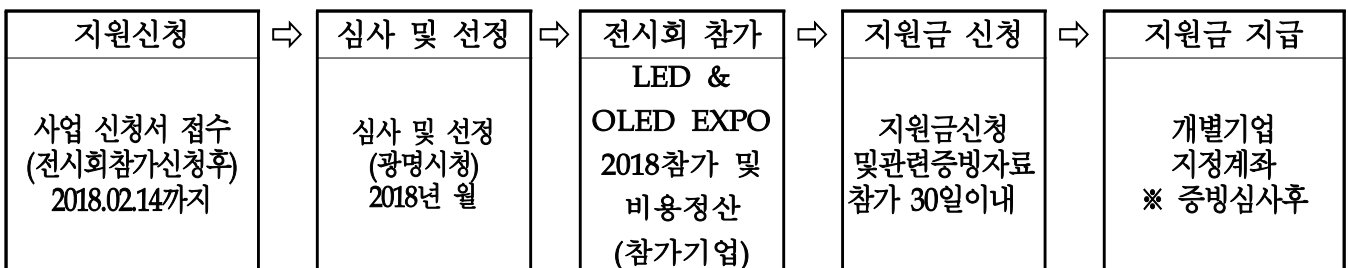 지원신청
⇨
심사 및 선정
⇨
전시회 참가
⇨
지원금 신청
⇨
지원금 지급
사업 신청서 접수
(전시회참가신청후)
2018.02.14까지
심사 및 선정
(광명시청)
2018년 월
LED &
OLED EXPO
2018참가 및
비용정산
(참가기업)
지원금신청
및관련증빙자료
참가 30일이내
개별기업
지정계좌
※ 증빙심사후